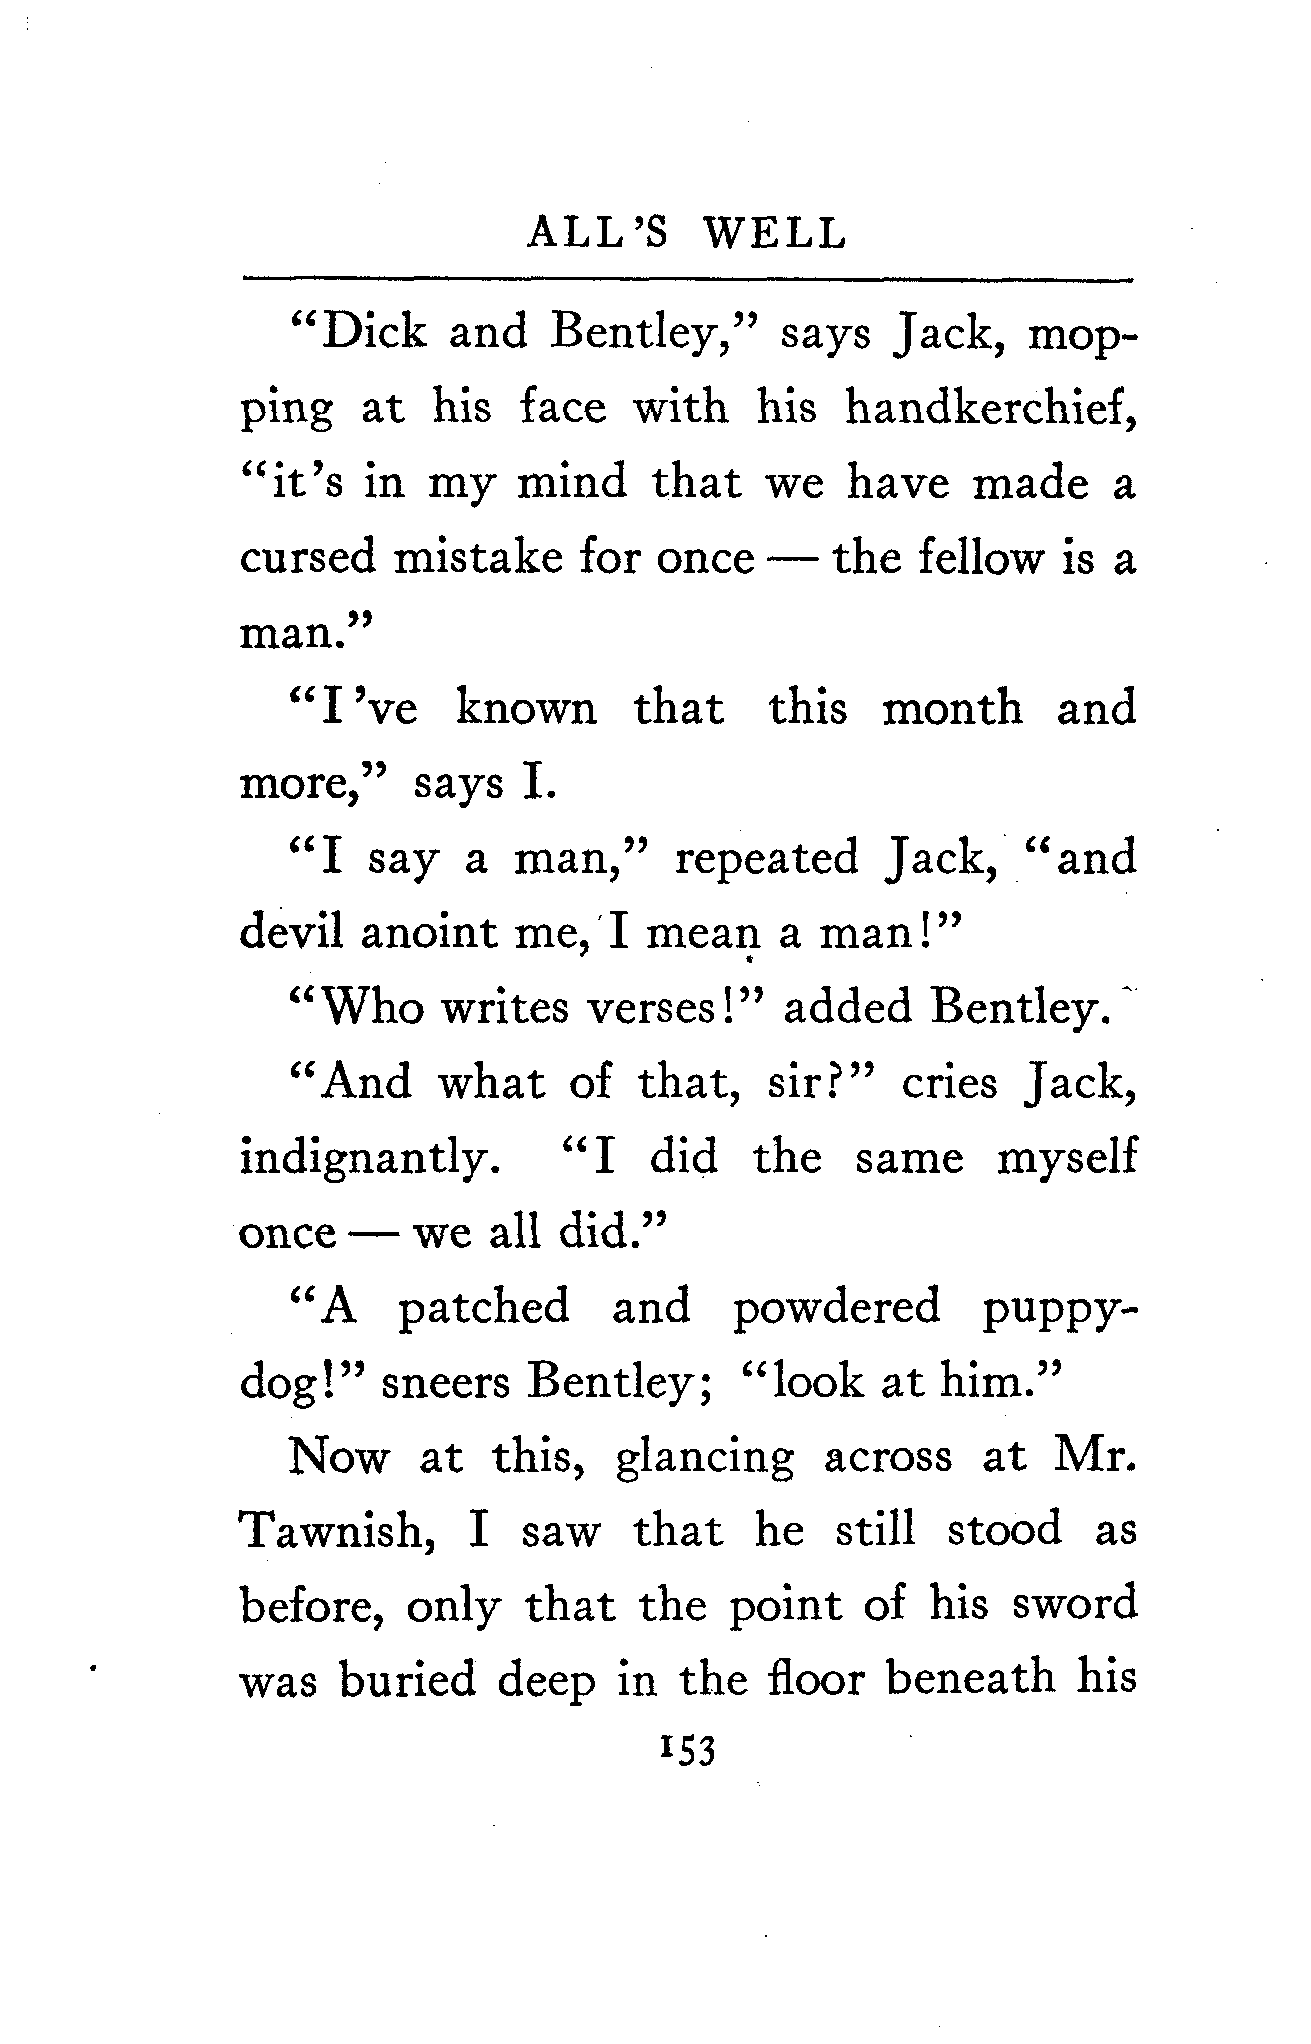 ALL'S WELL
“Dick and Bentley,” says Jack, mop-
ping at his face with his handkerchief,
“it's in my mind that we have made a
cursed mistake for once — the fellow is a
man.”
“I've known that this month and
more,” says I.
“I say a man,” repeated Jack, “and
devil anoint me, I mean a man!”
“Who writes verses!” added Bentley.
“And what of that, sir?” cries Jack,
indignantly. “I did the same myself
once — we all did.”
“A patched and powdered puppy-
dog!” sneers Bentley; “look at him.”
Now at this, glancing across at Mr.
Tawnish, I saw that he still stood as
before, only that the point of his sword
was buried deep in the floor beneath his
153